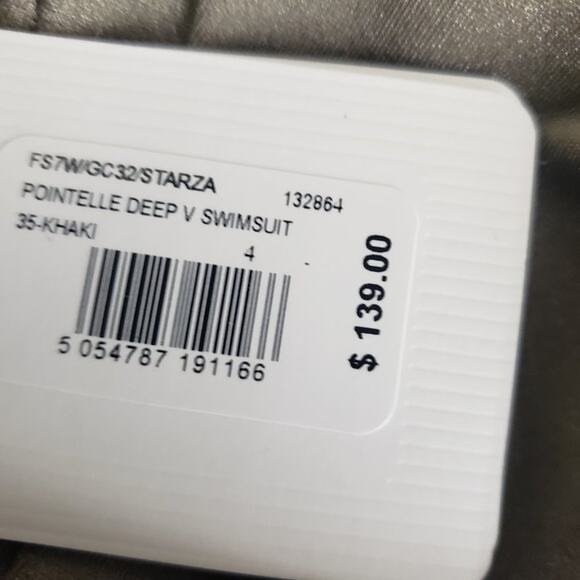 FS7W/GC32/STARZA 132864
POINTELLE DEEP V SWIMSUIT
35-KHAKI
4 -
5 054787 191166
$ 139.00